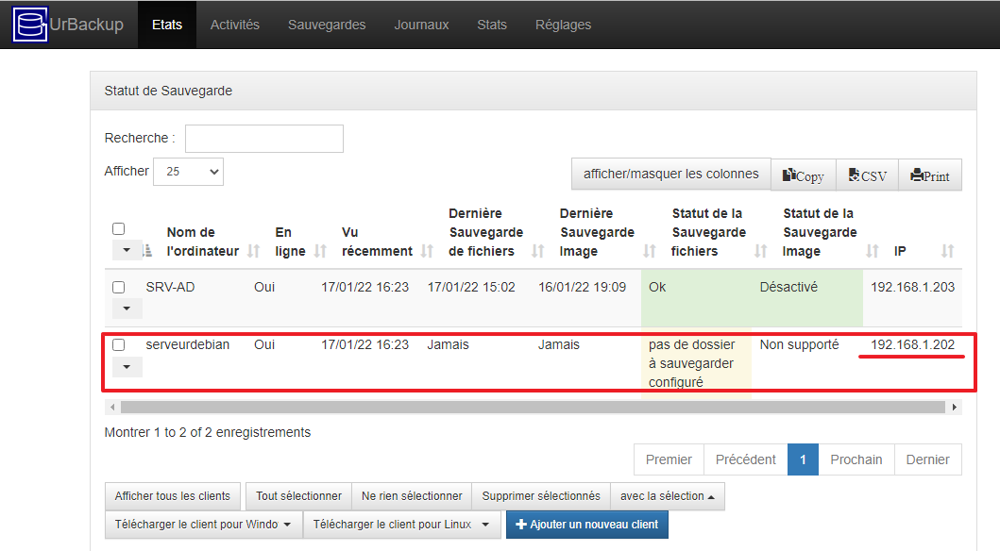 UrBackup Etats Activités Sauvegardes Journaux Stats Réglages
Statut de Sauvegarde
Recherche :
Afficher 25
afficher/masquer les colonnes Copy CSV Print
Nom de l'ordinateur En ligne Vu récemment Dernière Sauvegarde de fichiers Dernière Sauvegarde Image Statut de la Sauvegarde fichiers Statut de la Sauvegarde Image IP
SRV-AD Oui 17/01/22 16:23 17/01/22 15:02 16/01/22 19:09 Ok Désactivé 192.168.1.203
serveurdebian Oui 17/01/22 16:23 Jamais Jamais pas de dossier à sauvegarder configuré Non supporté 192.168.1.202
Montrer 1 to 2 of 2 enregistrements
Premier Précédent 1 Prochain Dernier
Afficher tous les clients Tout sélectionner Ne rien sélectionner Supprimer sélectionnés avec la sélection
Télécharger le client pour Windo Télécharger le client pour Linux Ajouter un nouveau client